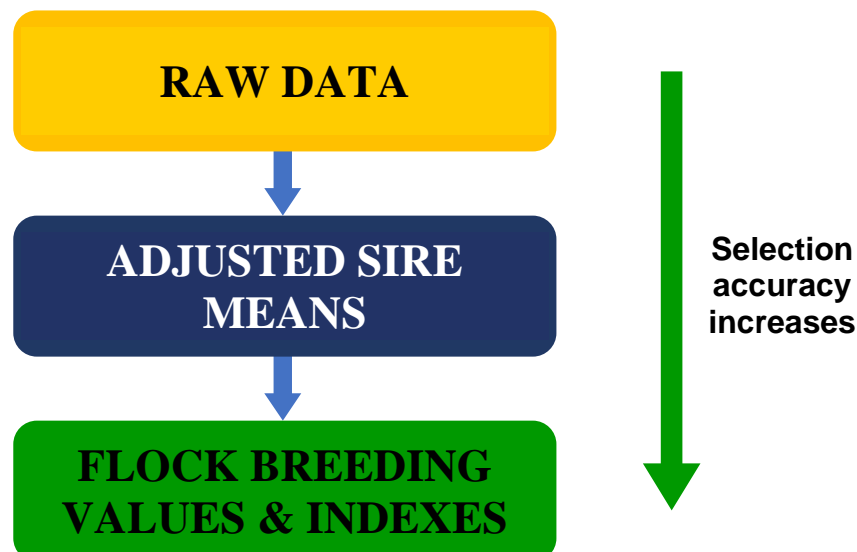 RAW DATA
ADJUSTED SIRE
MEANS
Selection
accuracy
increases
FLOCK BREEDING
VALUES & INDEXES